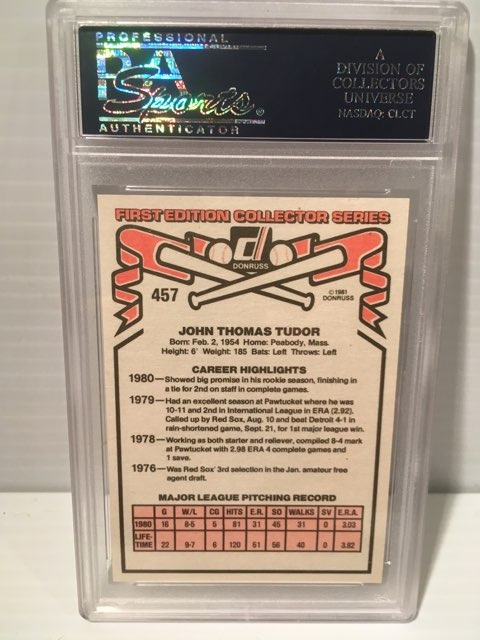 PROFESSIONAL
PSA
Sports®
AUTHENTICATOR
A
DIVISION OF
COLLECTORS
UNIVERSE
NASDAQ: CLCT
FIRST EDITION COLLECTOR SERIES
d
DONRUSS
457
©1981
DONRUSS
JOHN THOMAS TUDOR
Born: Feb. 2, 1954 Home: Peabody, Mass.
Height: 6' Weight: 185 Bats: Left Throws: Left
CAREER HIGHLIGHTS
1980—Showed big promise in his rookie season, finishing in
a tie for 2nd on staff in complete games.
1979—Had an excellent season at Pawtucket where he was
10-11 and 2nd in International League in ERA (2.92).
Called up by Red Sox, Aug. 10 and beat Detroit 4-1 in
rain-shortened game, Sept. 21, for 1st major league win.
1978—Working as both starter and reliever, compiled 8-4 mark
at Pawtucket with 2.98 ERA 4 complete games and
1 save.
1976—Was Red Sox' 3rd selection in the Jan. amateur free
agent draft.
MAJOR LEAGUE PITCHING RECORD
G W/L CG HITS E.R. SO WALKS SV E.R.A.
1980 16 8-5 5 81 31 45 31 0 3.03
LIFE-
TIME 22 9-7 6 120 51 56 40 0 3.82